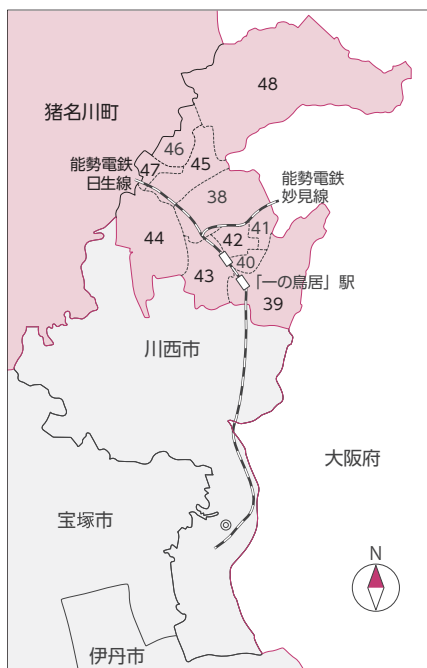 48
猪名川町
46
能勢電鉄
日生線
47
45
38
能勢電鉄
妙見線
41
44
42
40
43
「一の鳥居」駅
39
川西市
大阪府
宝塚市
N
伊丹市